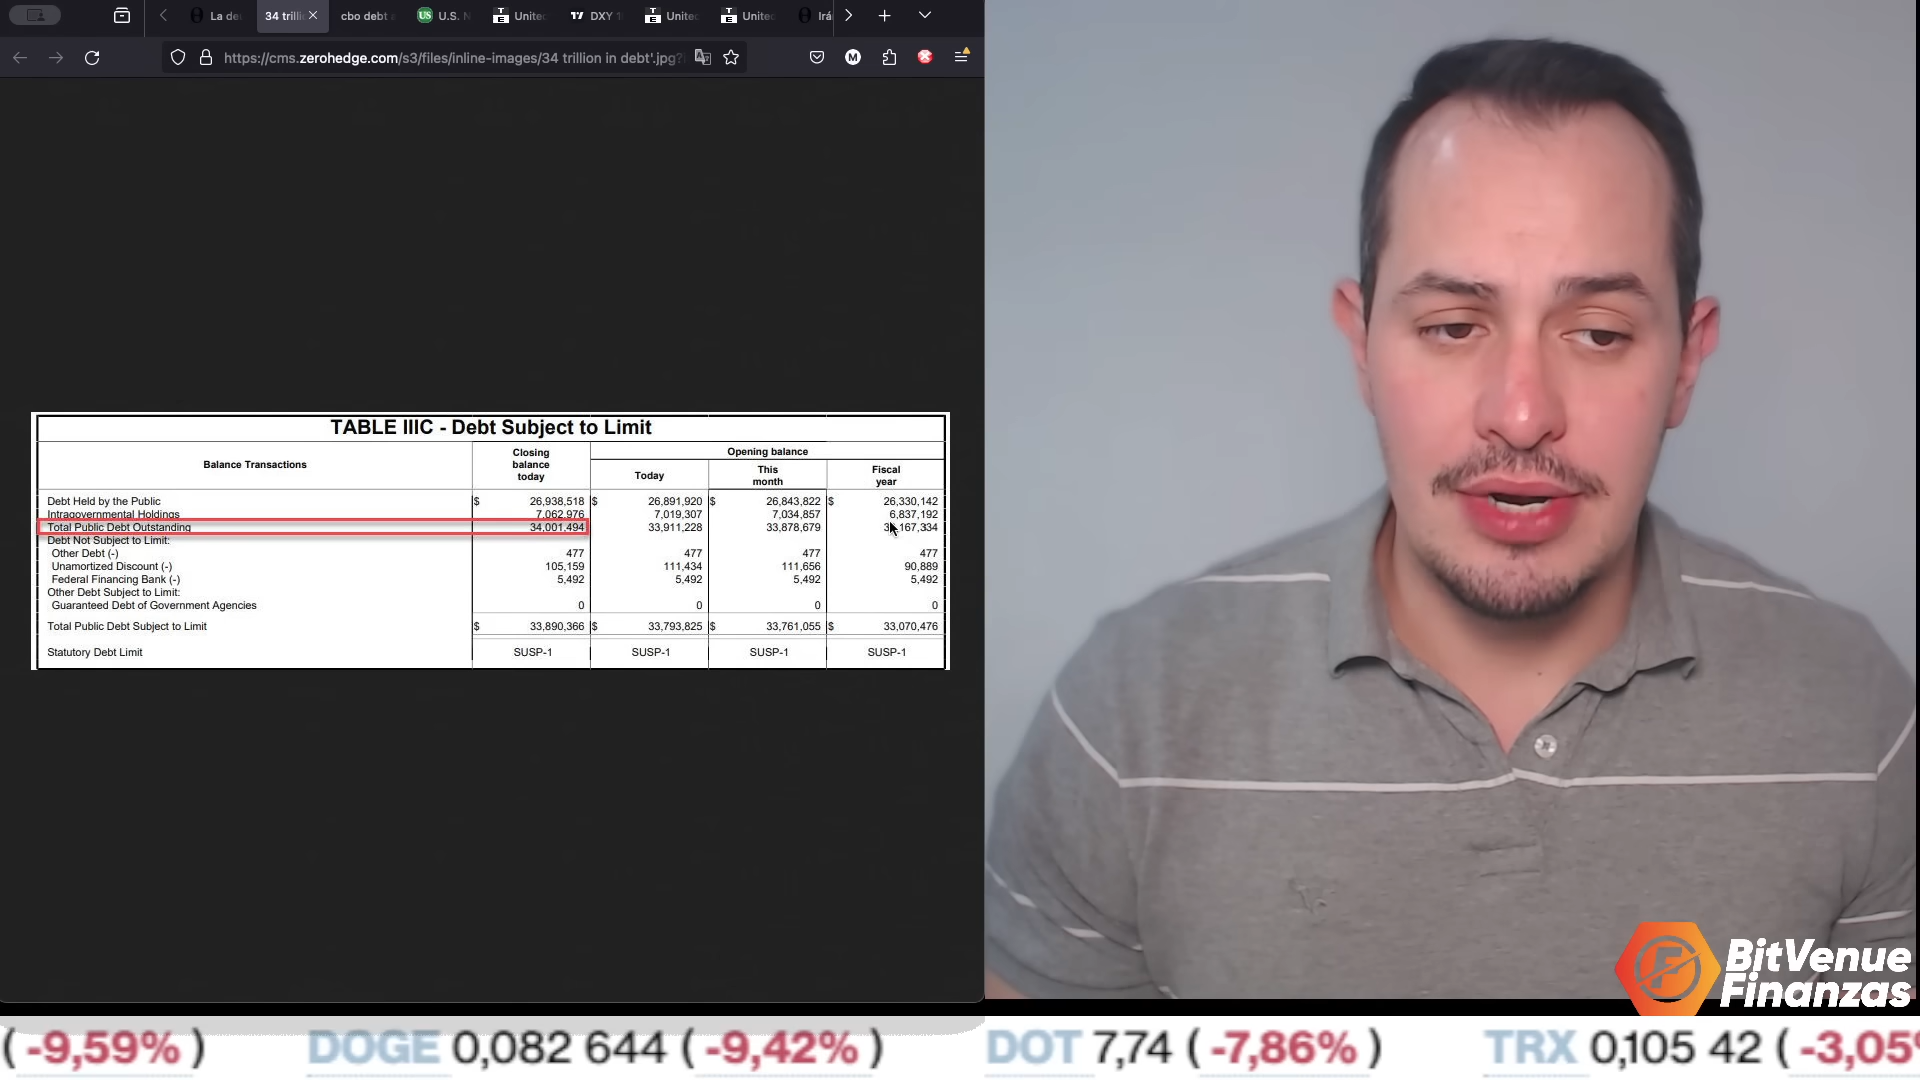 La de
34 trilli
cbo debt
U.S. N
Unite
DXY
Unite
Unite
Irá
https://cms.zerohedge.com/s3/files/inline-images/34 trillion in debt'.jpg?
TABLE IIIC - Debt Subject to Limit
Balance Transactions
Closing balance today
Opening balance
Today
This month
Fiscal year
Debt Held by the Public $ 26,938,518 $ 26,891,920 $ 26,843,822 $ 26,330,142
Intragovernmental Holdings 7,062,976 7,019,307 7,034,857 6,837,192
Total Public Debt Outstanding 34,001,494 33,911,228 33,878,679
Debt Not Subject to Limit:
Other Debt (-) 477 477 477 477
Unamortized Discount (-) 105,159 111,434 111,656 90,889
Federal Financing Bank (-) 5,492 5,492 5,492 5,492
Other Debt Subject to Limit:
Guaranteed Debt of Government Agencies 0 0 0 0
Total Public Debt Subject to Limit $ 33,890,366 $ 33,793,825 $ 33,761,055 $ 33,070,476
Statutory Debt Limit SUSP-1 SUSP-1 SUSP-1 SUSP-1
BitVenue
Finanzas
( -9,59% ) DOGE 0,082 644 ( -9,42% ) DOT 7,74 ( -7,86% ) TRX 0,105 42 ( -3,05%